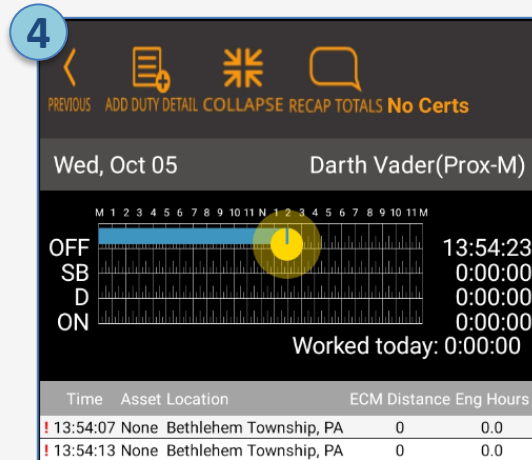 4
PREVIOUS ADD DUTY DETAIL COLLAPSE RECAP TOTALS No Certs
Wed, Oct 05 Darth Vader(Prox-M)
M 1 2 3 4 5 6 7 8 9 10 11 N 1 2 3 4 5 6 7 8 9 10 11 M
OFF 13:54:23
SB 0:00:00
D 0:00:00
ON 0:00:00
Worked today: 0:00:00
Time Asset Location ECM Distance Eng Hours
! 13:54:07 None Bethlehem Township, PA 0 0.0
! 13:54:13 None Bethlehem Township, PA 0 0.0